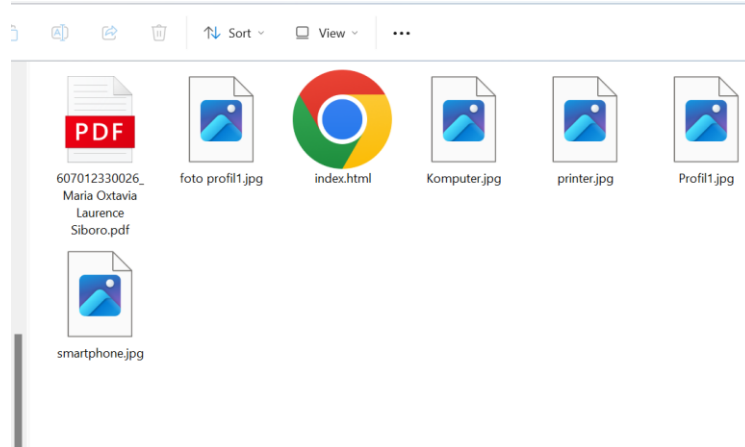 Sort
View
PDF
607012330026_
Maria Oxtavia
Laurence
Siboro.pdf
foto profil1.jpg
index.html
Komputer.jpg
printer.jpg
Profil1.jpg
smartphone.jpg